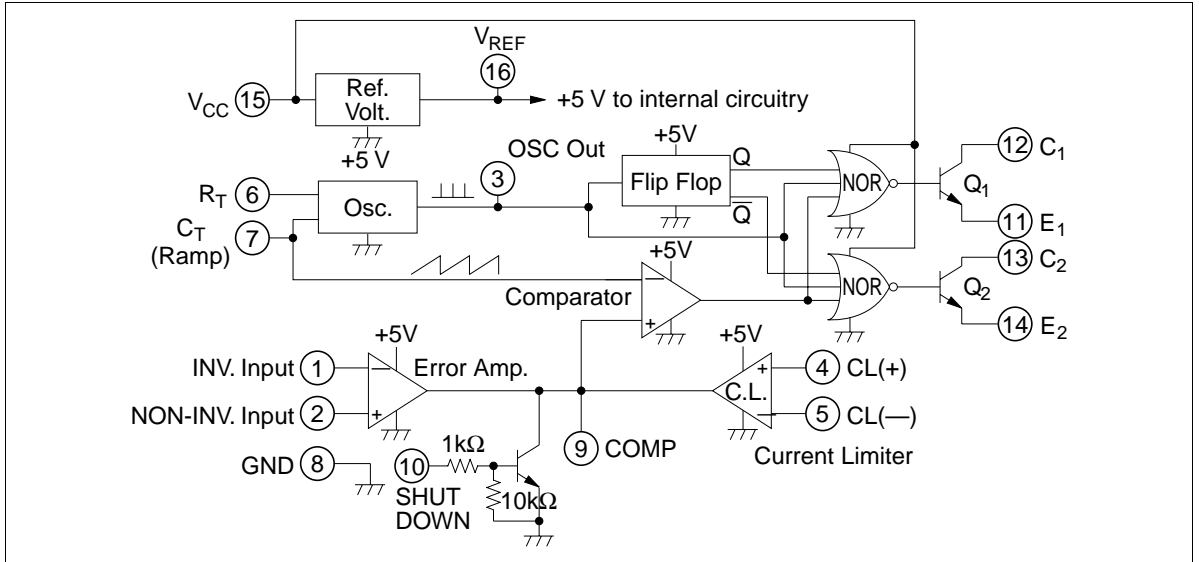 V_REF
16
V_CC 15
Ref. Volt.
+5 V to internal circuitry
+5 V
OSC Out
3
R_T 6
Osc.
C_T 7
(Ramp)
+5V
Flip Flop
Q
Q̅
NOR
12 C_1
Q_1
11 E_1
13 C_2
NOR
Q_2
14 E_2
Comparator
+5V
−
+
INV. Input 1
NON-INV. Input 2
+5V
−
+
Error Amp.
+5V
C.L.
+
−
4 CL(+)
5 CL(—)
Current Limiter
9 COMP
GND 8
10
SHUT
DOWN
1kΩ
10kΩ